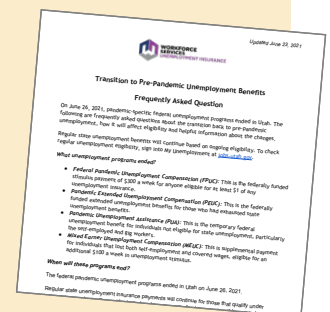 Updated June 23, 2021
WORKFORCE
SERVICES
UNEMPLOYMENT INSURANCE
Transition to Pre-Pandemic Unemployment Benefits
Frequently Asked Question
On June 26, 2021, pandemic-specific federal unemployment programs ended in Utah. The
following are frequently asked questions about the transition back to pre-pandemic
unemployment, how it will affect eligibility and helpful information about the changes.
Regular state unemployment benefits will continue based on ongoing eligibility. To check
regular unemployment eligibility, sign into My Unemployment at jobs.utah.gov.
What unemployment programs ended?
• Federal Pandemic Unemployment Compensation (FPUC): This is the federally funded
stimulus payment of $300 a week for anyone eligible for at least $1 of any
unemployment insurance.
• Pandemic Extended Unemployment Compensation (PEUC): This is the federally
funded extended unemployment benefits for those who had exhausted state
unemployment benefits.
• Pandemic Unemployment Assistance (PUA): This is the temporary federal
unemployment benefit for individuals not eligible for state unemployment, particularly
the self-employed and gig workers.
• Mixed Earner Unemployment Compensation (MEUC): This is supplemental payment
for individuals that lost both self-employment and covered wages. eligible for an
additional $100 a week in unemployment stimulus.
When will these programs end?
The federal pandemic unemployment programs ended in Utah on June 26, 2021.
Regular state unemployment insurance payments will continue for those that qualify under